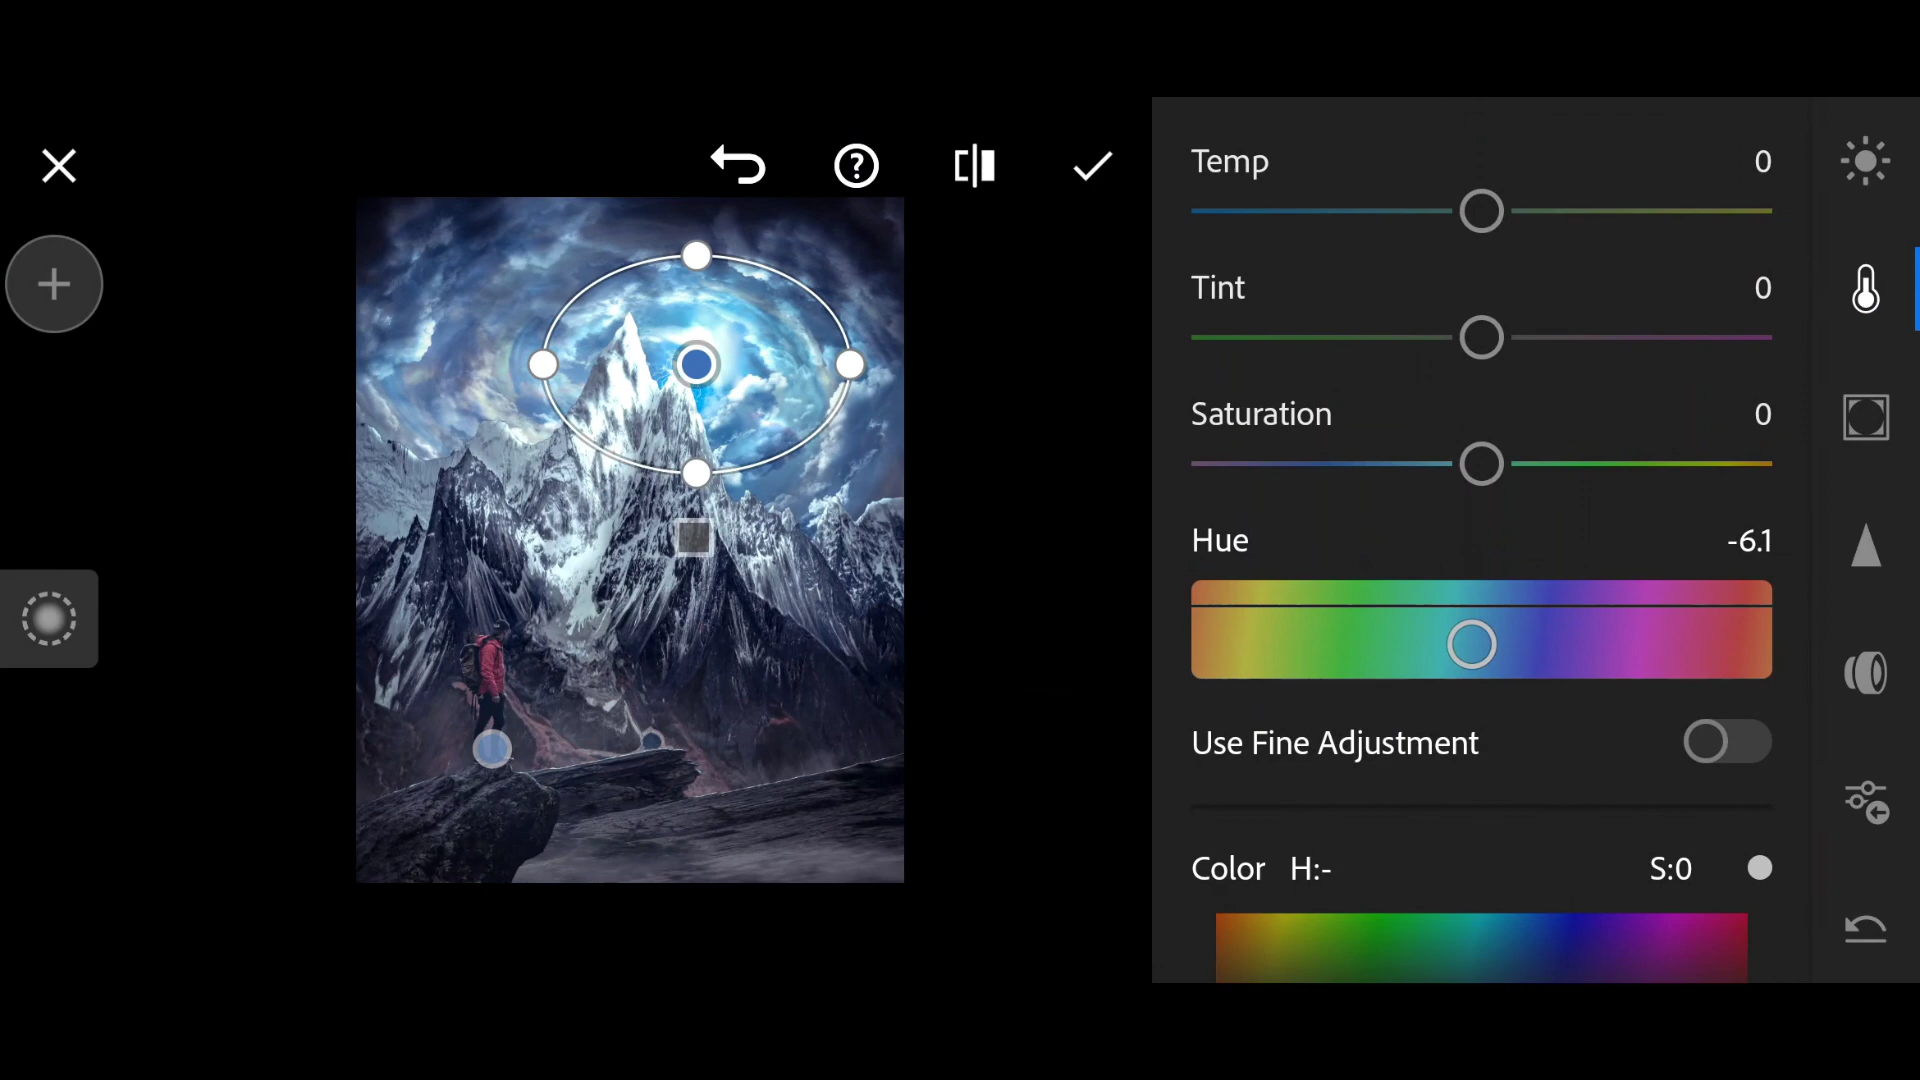 Temp 0
Tint 0
Saturation 0
Hue -6.1
Use Fine Adjustment
Color H:- S:0